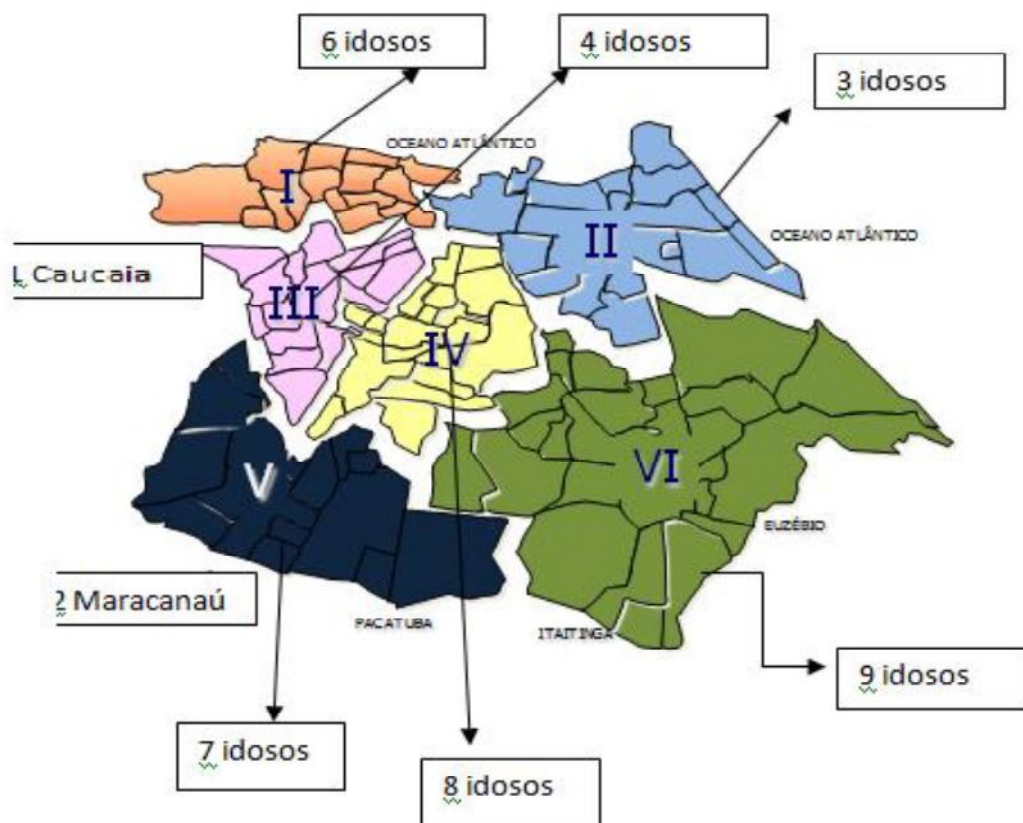 6 idosos
4 idosos
3 idosos
OCEANO ATLÂNTICO
I
II
OCEANO ATLÂNTICO
Caucaia
III
IV
VI
V
EUZÉBIO
2 Maracanaú
PACATUBA
ITAITINGA
9 idosos
7 idosos
8 idosos